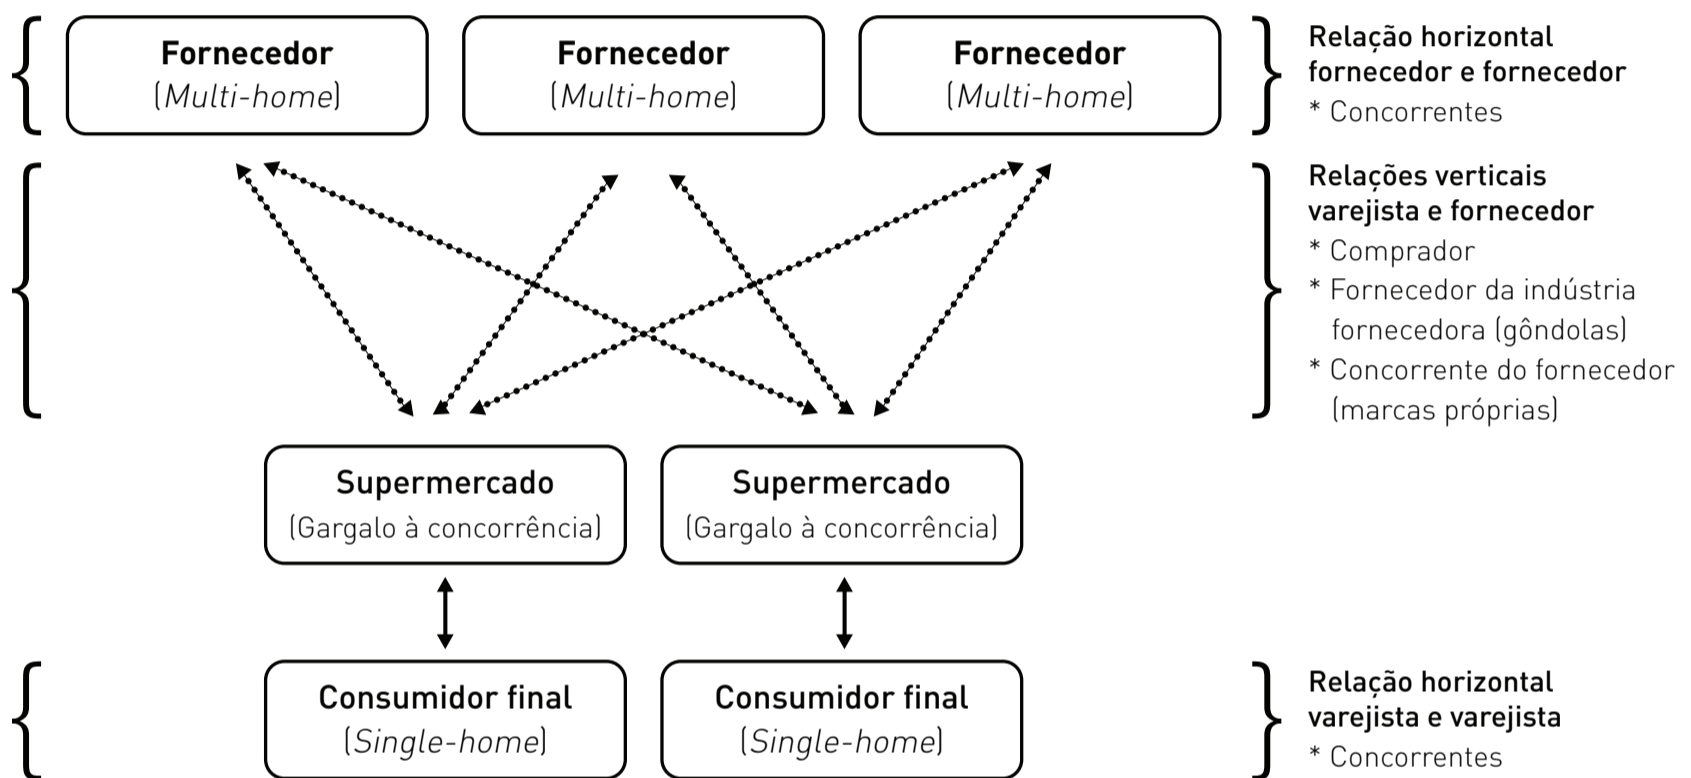 Fornecedor
(Multi-home)
Fornecedor
(Multi-home)
Fornecedor
(Multi-home)
Relação horizontal
fornecedor e fornecedor
* Concorrentes
Relações verticais
varejista e fornecedor
* Comprador
* Fornecedor da indústria
fornecedora (gôndolas)
* Concorrente do fornecedor
(marcas próprias)
Supermercado
(Gargalo à concorrência)
Supermercado
(Gargalo à concorrência)
Consumidor final
(Single-home)
Consumidor final
(Single-home)
Relação horizontal
varejista e varejista
* Concorrentes